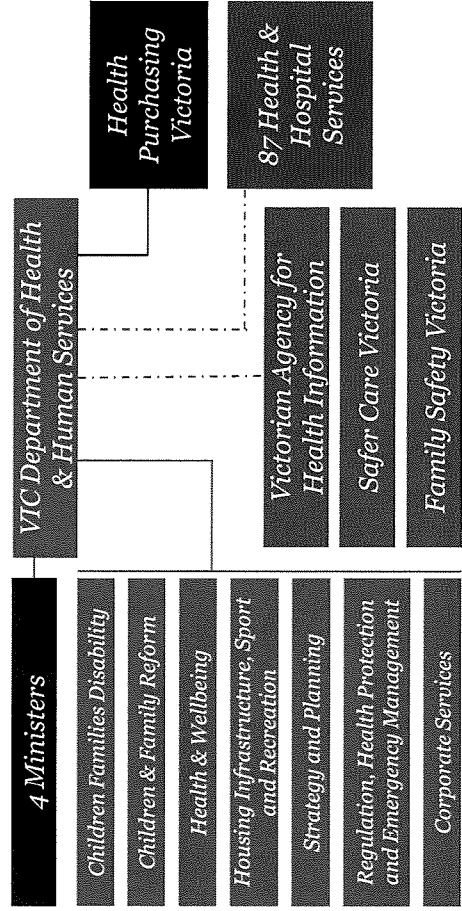 4 Ministers
VIC Department of Health
& Human Services
Health
Purchasing
Victoria
87 Health &
Hospital
Services
Children Families Disability
Children & Family Reform
Health & Wellbeing
Housing Infrastructure, Sport
and Recreation
Strategy and Planning
Regulation, Health Protection
and Emergency Management
Corporate Services
Victorian Agency for
Health Information
Safer Care Victoria
Family Safety Victoria